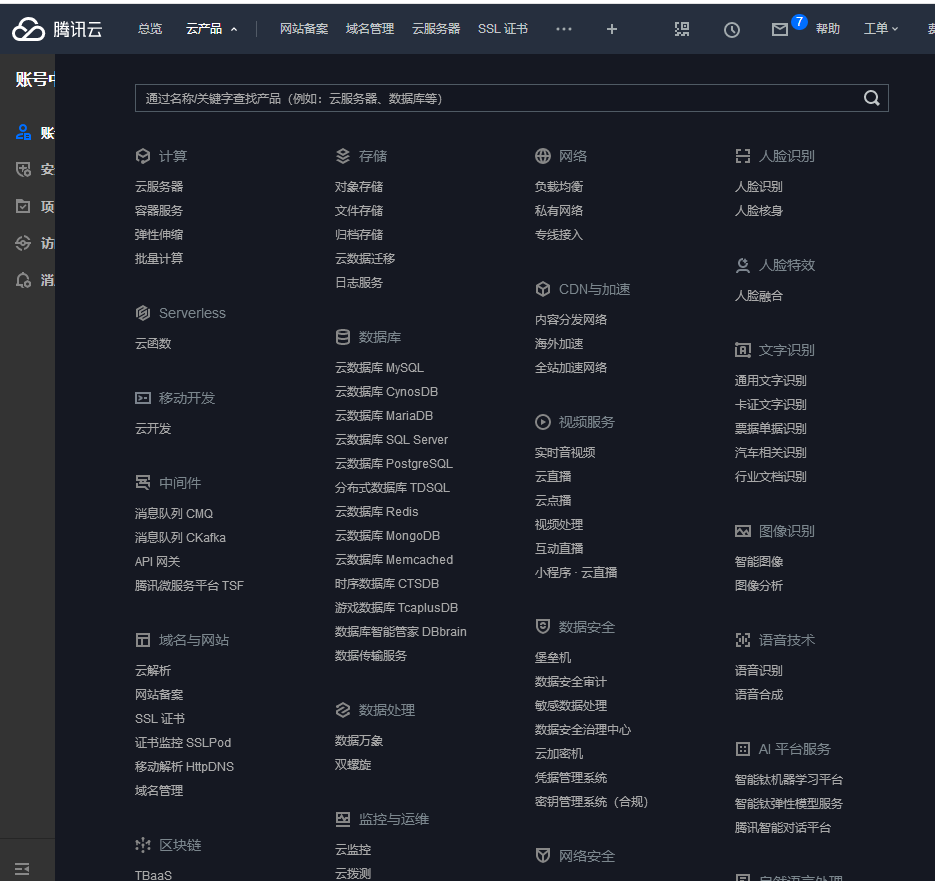 腾讯云
总览
云产品
网站备案
域名管理
云服务器
SSL 证书
7
帮助
工单
账号中
账
安
项
访
消
通过名称/关键字查找产品（例如：云服务器、数据库等）
计算
云服务器
容器服务
弹性伸缩
批量计算
Serverless
云函数
移动开发
云开发
中间件
消息队列 CMQ
消息队列 CKafka
API 网关
腾讯微服务平台 TSF
域名与网站
云解析
网站备案
SSL 证书
证书监控 SSLPod
移动解析 HttpDNS
域名管理
区块链
TBaaS
存储
对象存储
文件存储
归档存储
云数据迁移
日志服务
数据库
云数据库 MySQL
云数据库 CynosDB
云数据库 MariaDB
云数据库 SQL Server
云数据库 PostgreSQL
分布式数据库 TDSQL
云数据库 Redis
云数据库 MongoDB
云数据库 Memcached
时序数据库 CTSDB
游戏数据库 TcaplusDB
数据库智能管家 DBbrain
数据传输服务
数据处理
数据万象
双螺旋
监控与运维
云监控
云拨测
网络
负载均衡
私有网络
专线接入
CDN与加速
内容分发网络
海外加速
全站加速网络
视频服务
实时音视频
云直播
云点播
视频处理
互动直播
小程序 · 云直播
数据安全
堡垒机
数据安全审计
敏感数据处理
数据安全治理中心
云加密机
凭据管理系统
密钥管理系统（合规）
网络安全
人脸识别
人脸识别
人脸核身
人脸特效
人脸融合
文字识别
通用文字识别
卡证文字识别
票据单据识别
汽车相关识别
行业文档识别
图像识别
智能图像
图像分析
语音技术
语音识别
语音合成
AI 平台服务
智能钛机器学习平台
智能钛弹性模型服务
腾讯智能对话平台
自然语言处理